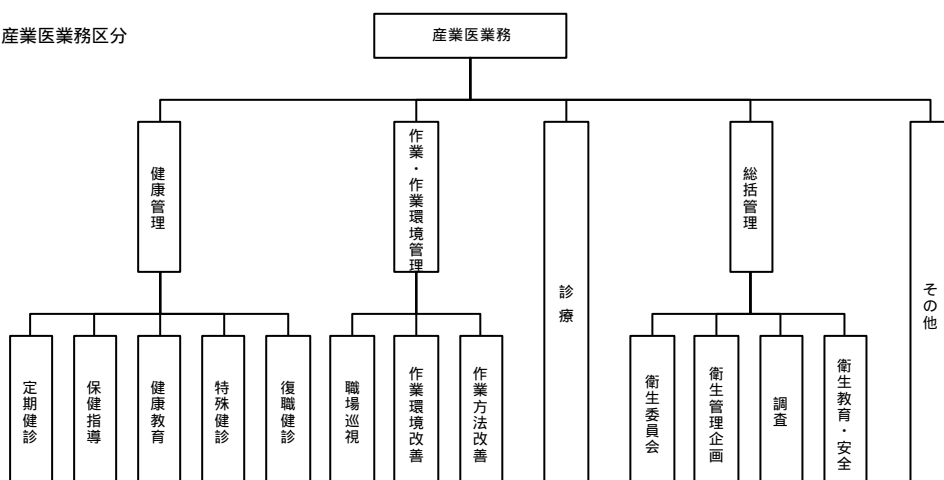 産業医業務区分
産業医業務
健康管理
作業・作業環境管理
診療
総括管理
その他
定期健診
保健指導
健康教育
特殊健診
復職健診
職場巡視
作業環境改善
作業方法改善
衛生委員会
衛生管理企画
調査
衛生教育・安全